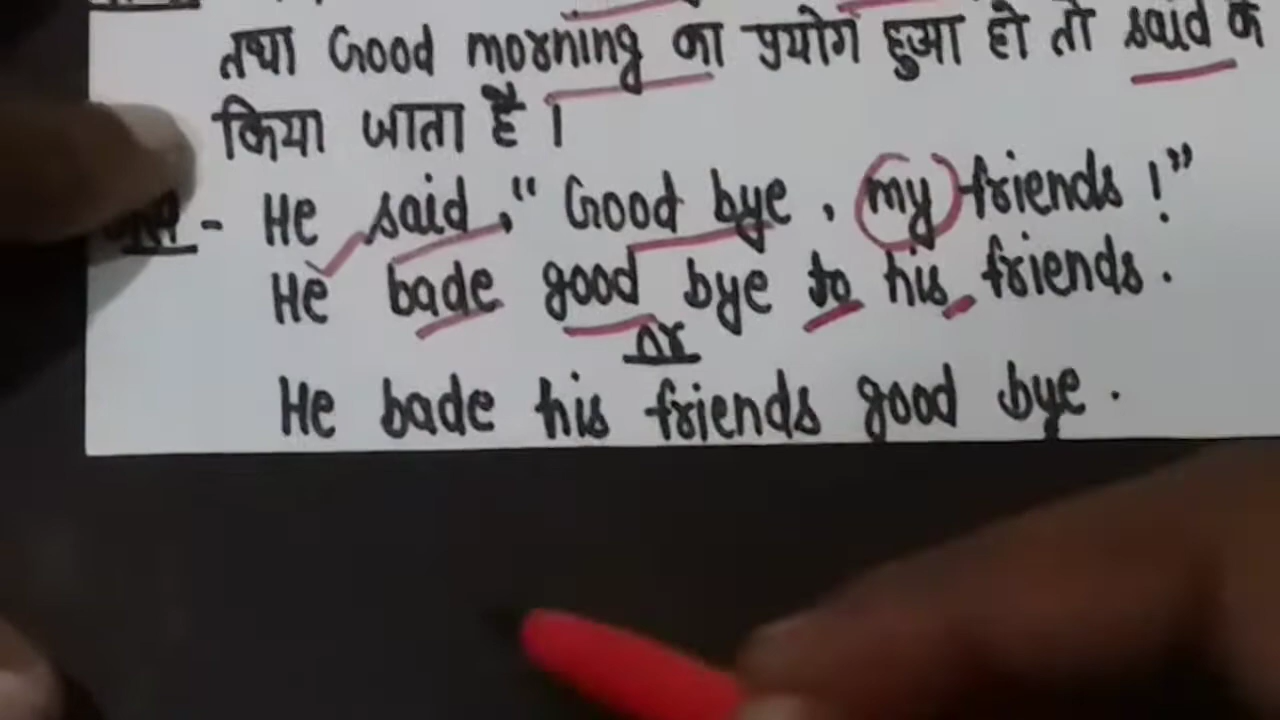 तथा Good morning का प्रयोग हुआ हो तो said के
किया जाता है ।
- He said, "Good bye, my friends !"
He bade good bye to his friends.
or
He bade his friends good bye.